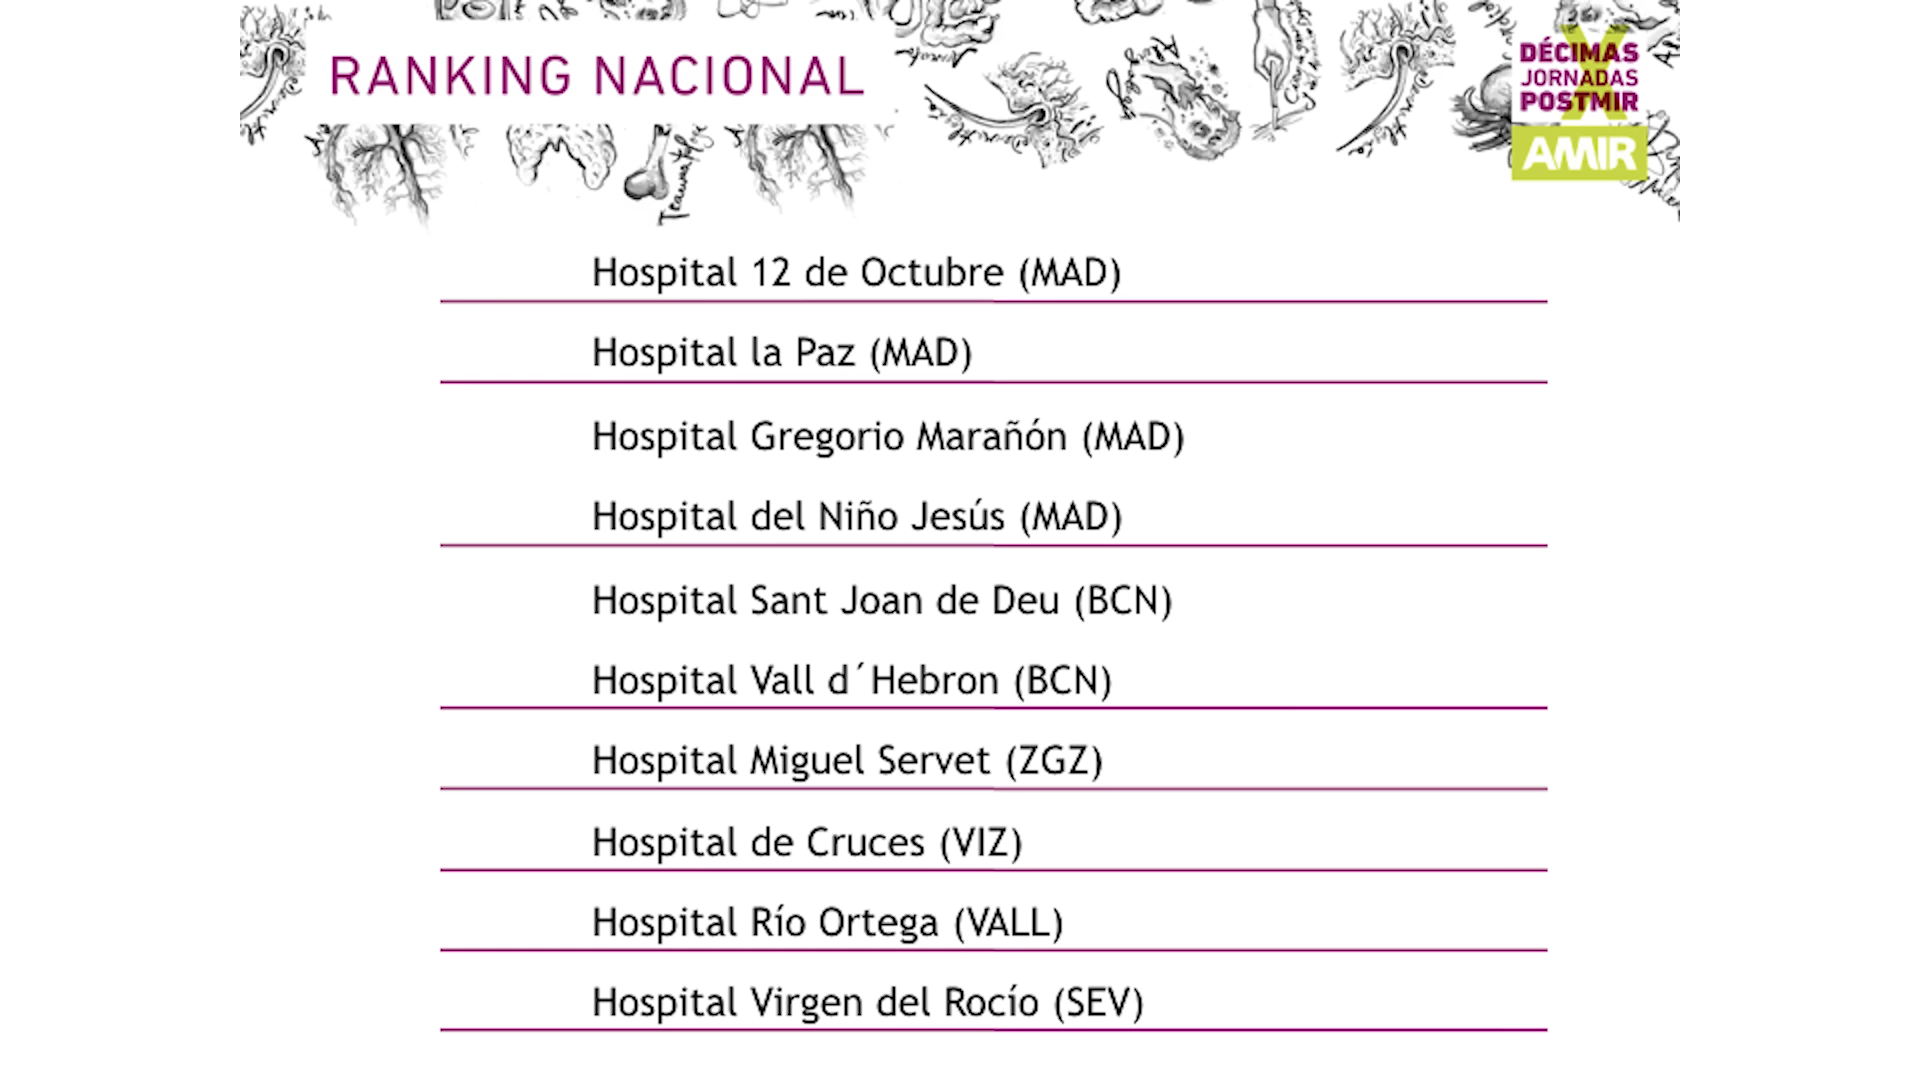 RANKING NACIONAL
DÉCIMAS
JORNADAS
POSTMIR
AMIR
Hospital 12 de Octubre (MAD)
Hospital la Paz (MAD)
Hospital Gregorio Marañón (MAD)
Hospital del Niño Jesús (MAD)
Hospital Sant Joan de Deu (BCN)
Hospital Vall d´Hebron (BCN)
Hospital Miguel Servet (ZGZ)
Hospital de Cruces (VIZ)
Hospital Río Ortega (VALL)
Hospital Virgen del Rocío (SEV)